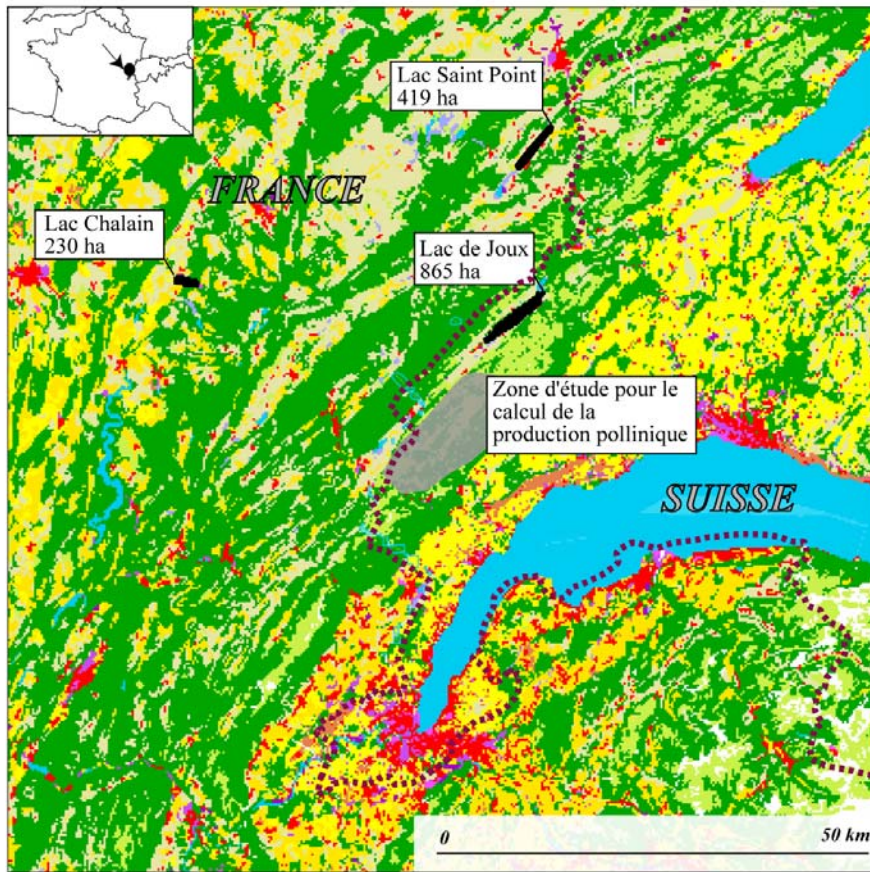 Lac Saint Point
419 ha
FRANCE
Lac Chalain
230 ha
Lac de Joux
865 ha
Zone d'étude pour le
calcul de la
production pollinique
SUISSE
0 50 km